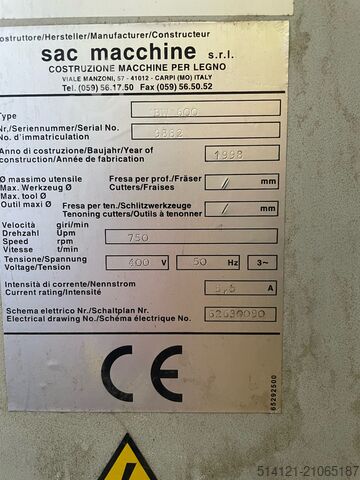 Costruttore/Hersteller/Manufacturer/Constructeur
sac macchine s.r.l.
COSTRUZIONE MACCHINE PER LEGNO
VIALE MANZONI, 57 - 41012 - CARPI (MO) ITALY
Tel. (059) 56.17.50 Fax (059) 56.50.52
Type
600
Nr./Seriennummer/Serial No.
No. d'immatriculation
9882
Anno di costruzione/Baujahr/Year of
construction/Année de fabrication
1998
Ø massimo utensile
Max. Werkzeug Ø
Max. tool Ø
Outil maxi Ø
Fresa per prof./Fräser
Cutters/Fraises
/ mm
Fresa per ten./Schlitzwerkzeuge
Tenoning cutters/Outils à tenonner
/ mm
Velocità giri/min
Drehzahl Upm
Speed rpm
Vitesse t/min
750
Tensione/Spannung
Voltage/Tension
400 V
50 Hz
3~
Intensità di corrente/Nennstrom
Current rating/Intensité
5,5 A
Schema elettrico Nr./Schaltplan Nr.
Electrical drawing No./Schéma électrique No.
62630090
CE
65292500
514121-21065187